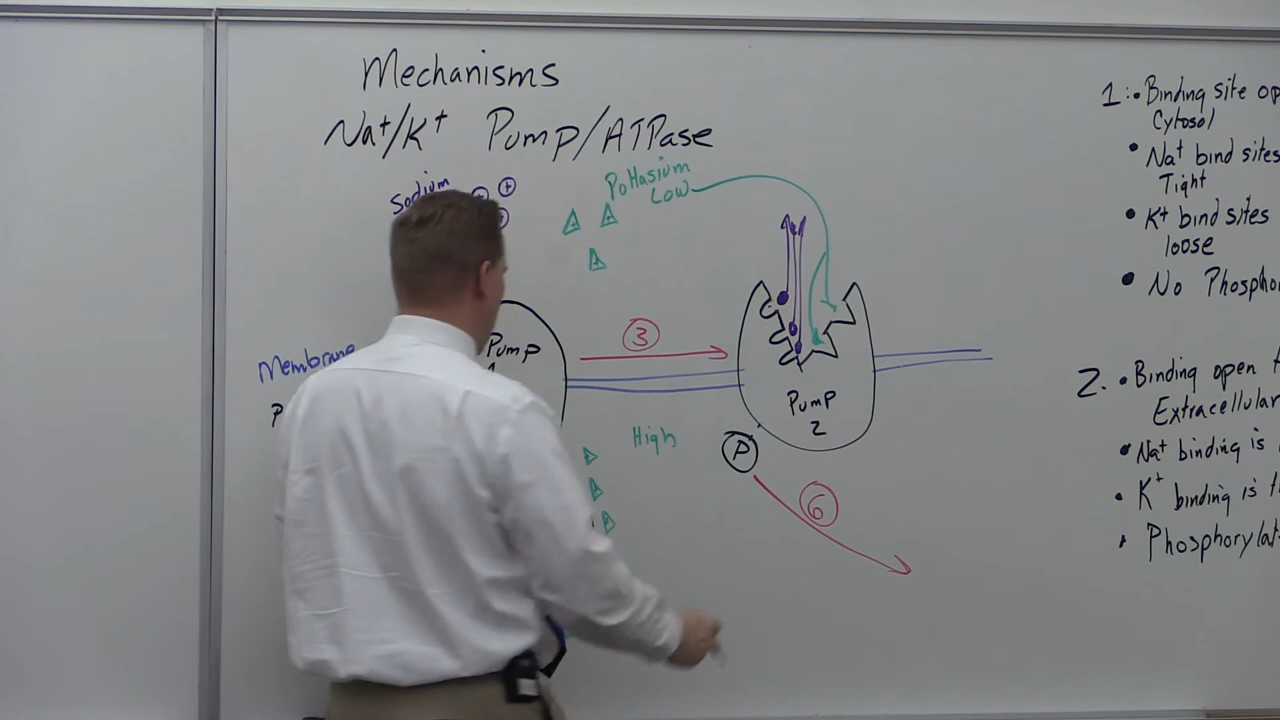 Mechanisms
Na+/K+ Pump/ATPase
Sodium
Potassium
Low
+ +
Membrane
Pump
3
Pump
2
High
P
6
1: • Binding site op
Cytosol
• Na+ bind sites
Tight
• K+ bind sites
loose
• No Phospho
2. • Binding open
Extracellular
• Na+ binding is
• K+ binding is
• Phosphorylat